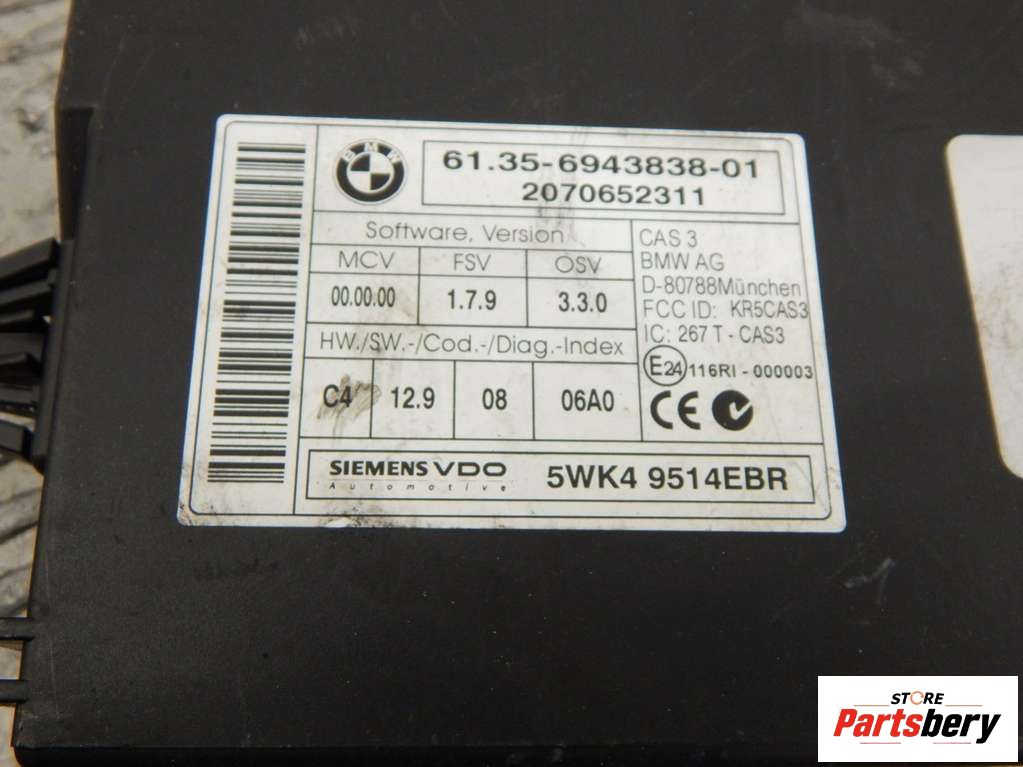 BMW
61.35-6943838-01
2070652311
Software, Version
MCV FSV OSV
00.00.00 1.7.9 3.3.0
HW./SW.-/Cod.-/Diag.-Index
C4 12.9 08 06A0
CAS 3
BMW AG
D-80788München
FCC ID: KR5CAS3
IC: 267 T - CAS3
E24 116RI - 000003
CE
SIEMENS VDO
Automotive
5WK4 9514EBR
STORE
Partsbery